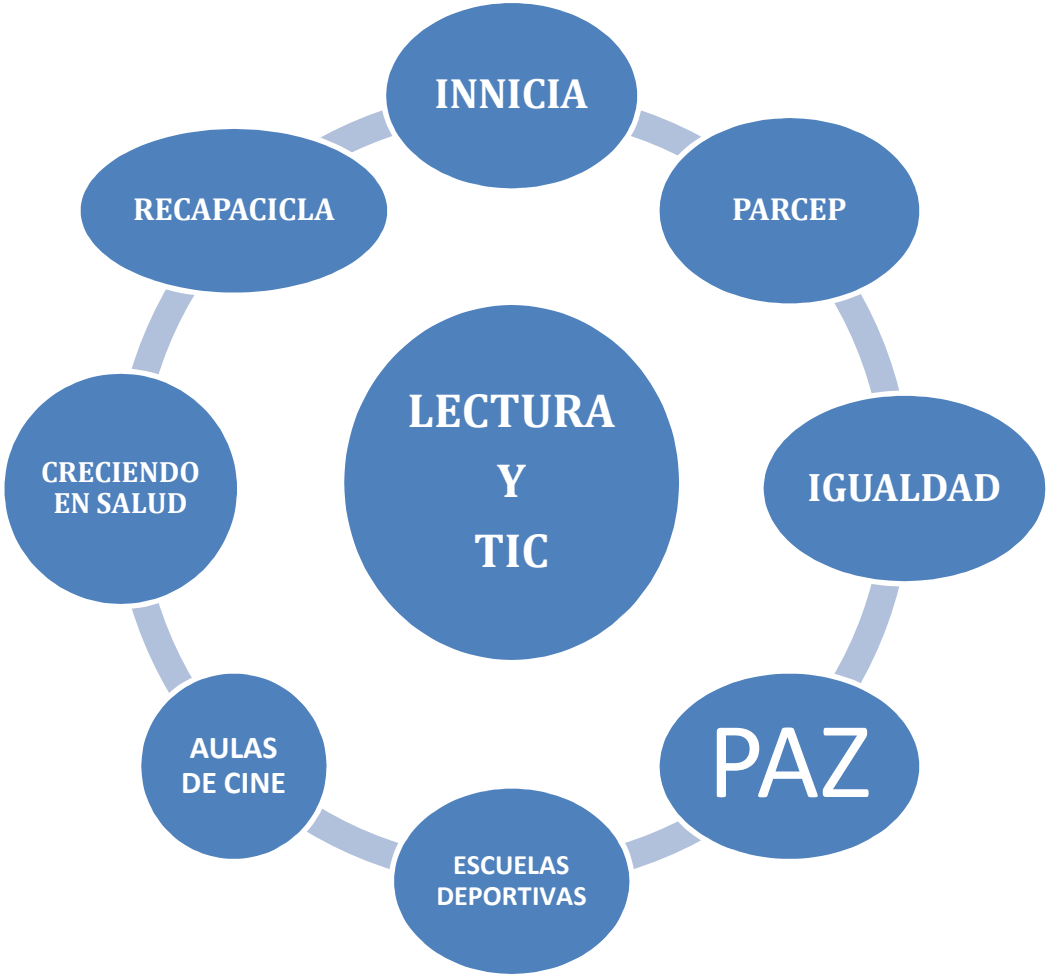 INNICIA
PARCEP
IGUALDAD
PAZ
ESCUELAS
DEPORTIVAS
AULAS
DE CINE
CRECIENDO
EN SALUD
RECAPACICLA
LECTURA
Y
TIC